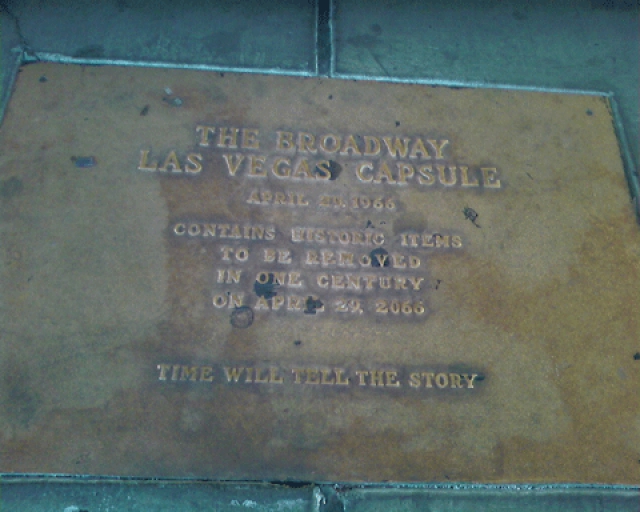 THE BROADWAY
LAS VEGAS CAPSULE
APRIL 29, 1966
CONTAINS HISTORIC ITEMS
TO BE REMOVED
IN ONE CENTURY
ON APRIL 29, 2066
TIME WILL TELL THE STORY